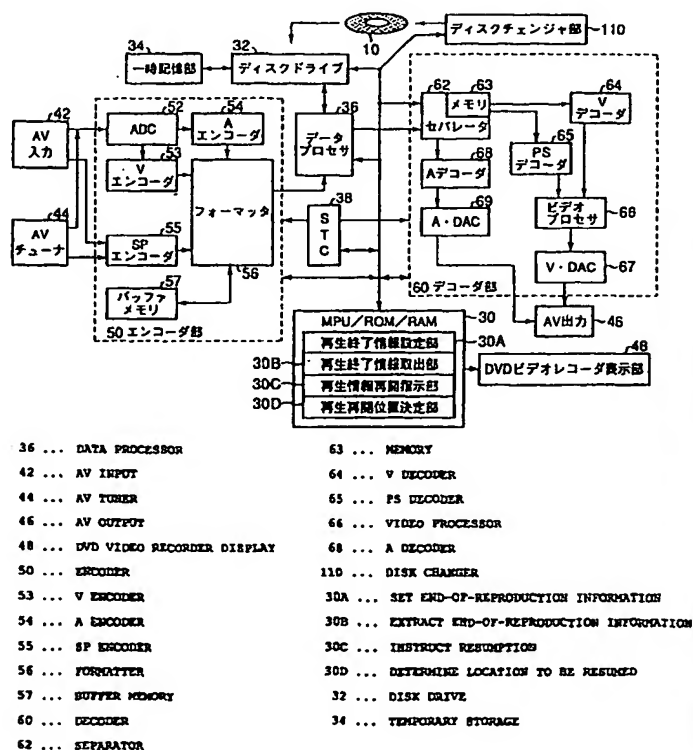 34
一時記憶部
32
ディスクドライブ
10
ディスクチェンジャ部
110
42
AV
入力
44
AV
チューナ
52
ADC
54
A
エンコーダ
53
V
エンコーダ
55
SP
エンコーダ
57
バッファ
メモリ
フォーマッタ
56
50 エンコーダ部
36
データ
プロセサ
38
S
T
C
62
63
メモリ
セパレータ
64
V
デコーダ
65
PS
デコーダ
68
Aデコーダ
69
A・DAC
ビデオ
プロセサ
66
V・DAC
67
60 デコーダ部
AV出力
46
MPU/ROM/RAM
30
再生終了情報設定部
30A
30B
再生終了情報取出部
30C
再生情報再開指示部
30D
再生再開位置決定部
48
DVDビデオレコーダ表示部
36 ... DATA PROCESSOR
42 ... AV INPUT
44 ... AV TUNER
46 ... AV OUTPUT
48 ... DVD VIDEO RECORDER DISPLAY
50 ... ENCODER
53 ... V ENCODER
54 ... A ENCODER
55 ... SP ENCODER
56 ... FORMATTER
57 ... BUFFER MEMORY
60 ... DECODER
62 ... SEPARATOR
63 ... MEMORY
64 ... V DECODER
65 ... PS DECODER
66 ... VIDEO PROCESSOR
68 ... A DECODER
110 ... DISK CHANGER
30A ... SET END-OF-REPRODUCTION INFORMATION
30B ... EXTRACT END-OF-REPRODUCTION INFORMATION
30C ... INSTRUCT RESUMPTION
30D ... DETERMINE LOCATION TO BE RESUMED
32 ... DISK DRIVE
34 ... TEMPORARY STORAGE